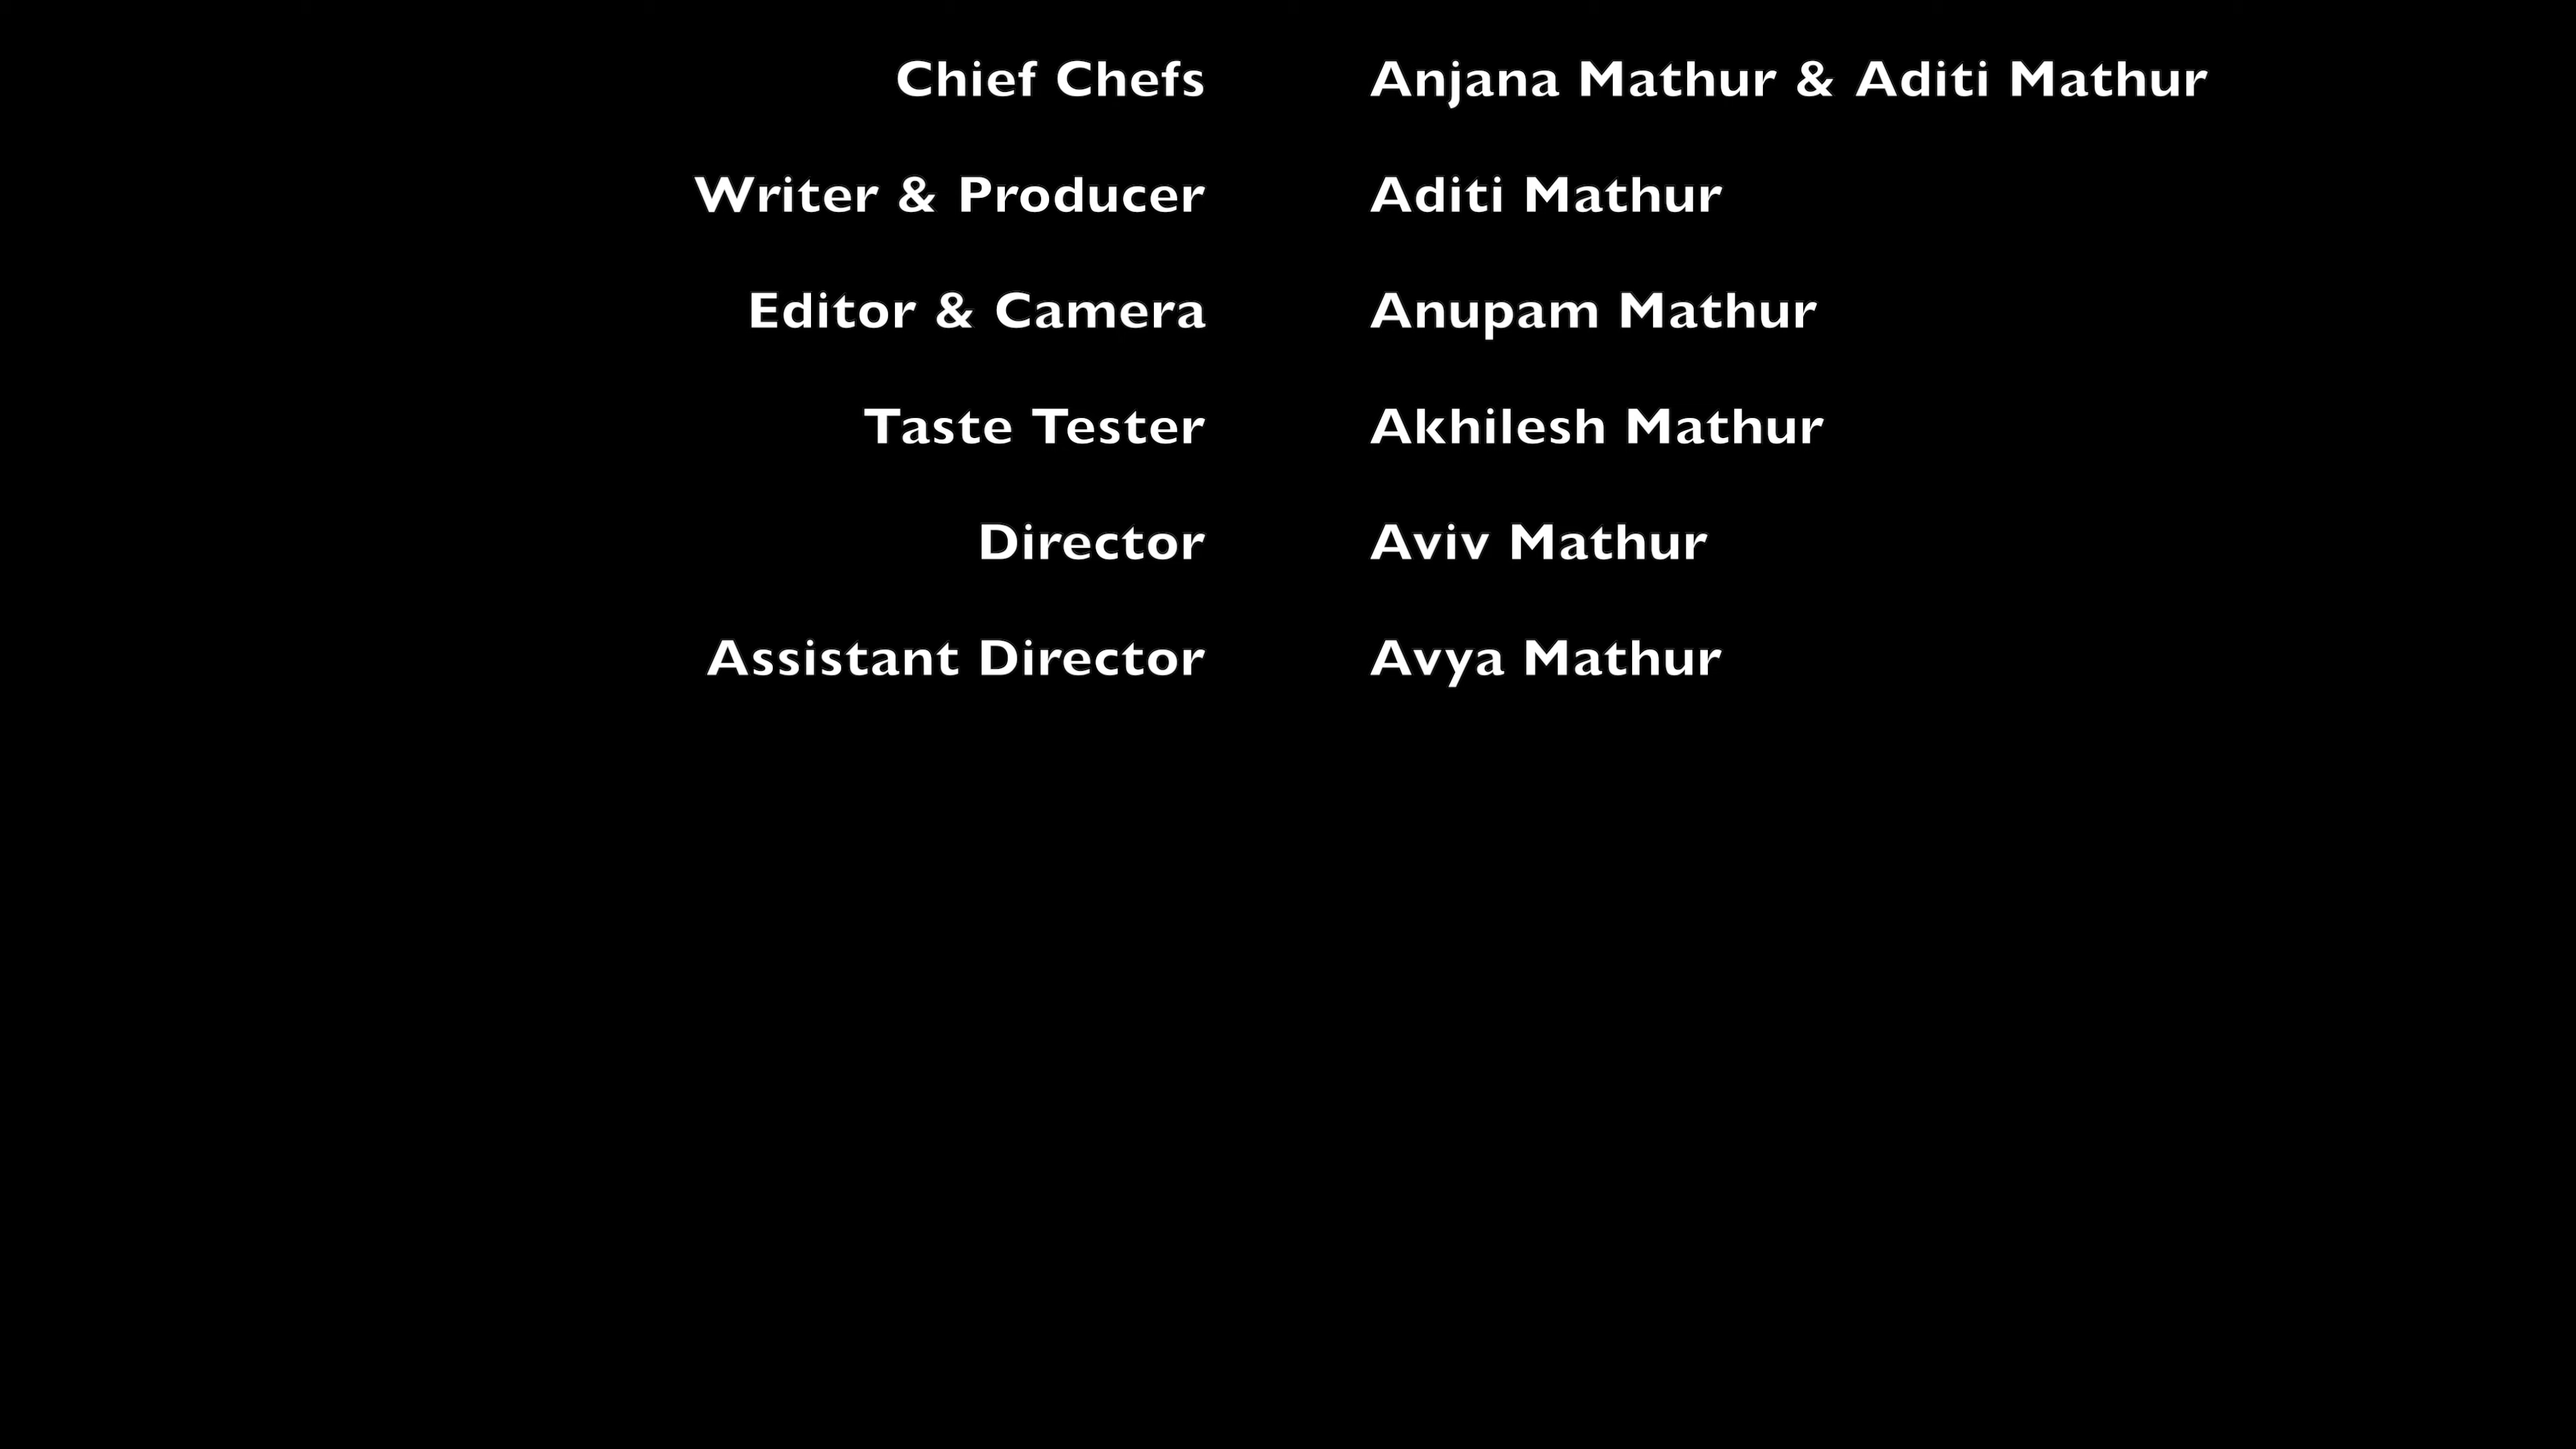 Chief Chefs Anjana Mathur & Aditi Mathur
Writer & Producer Aditi Mathur
Editor & Camera Anupam Mathur
Taste Tester Akhilesh Mathur
Director Aviv Mathur
Assistant Director Avya Mathur